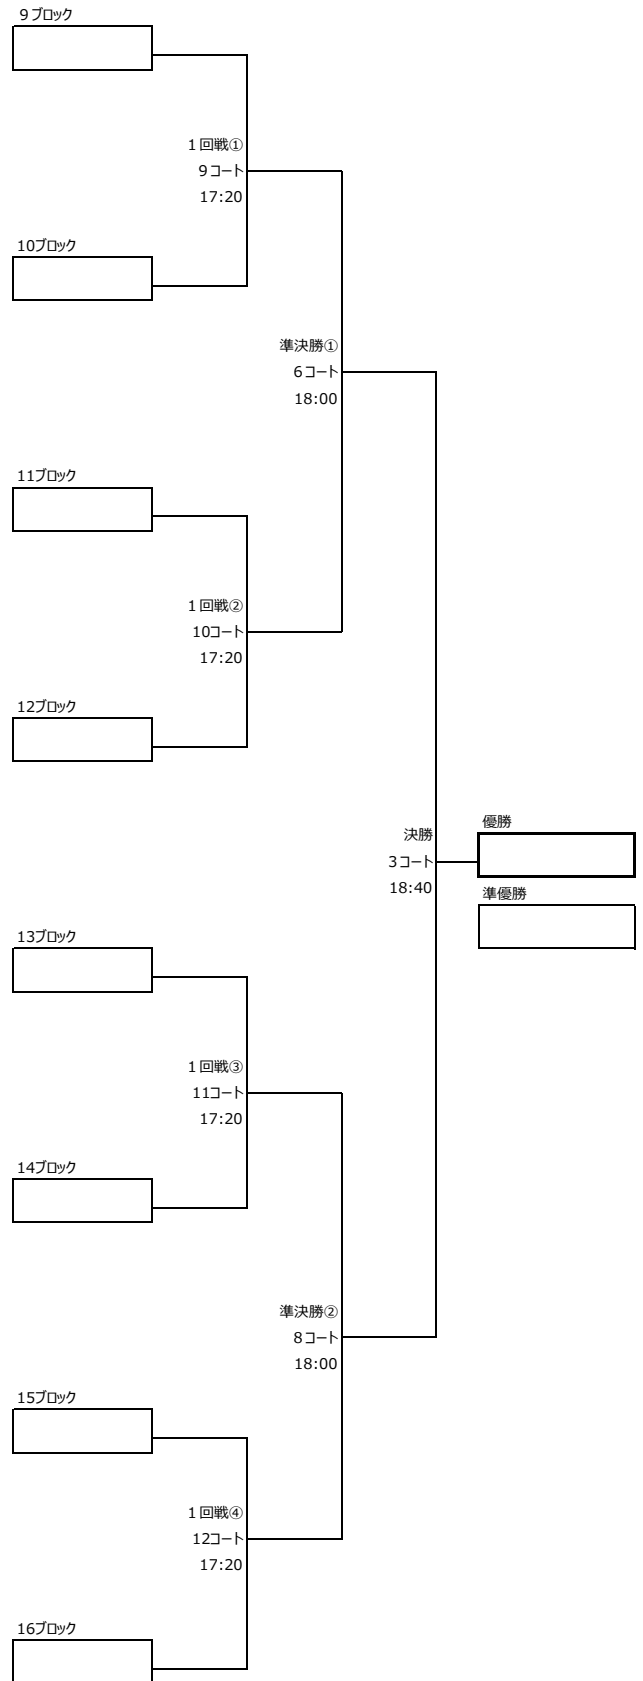 ９ブロック
１回戦①
９コート
17:20
10ブロック
準決勝①
６コート
18:00
11ブロック
１回戦②
10コート
17:20
12ブロック
優勝
決勝
３コート
18:40
準優勝
13ブロック
１回戦③
11コート
17:20
14ブロック
準決勝②
８コート
18:00
15ブロック
１回戦④
12コート
17:20
16ブロック